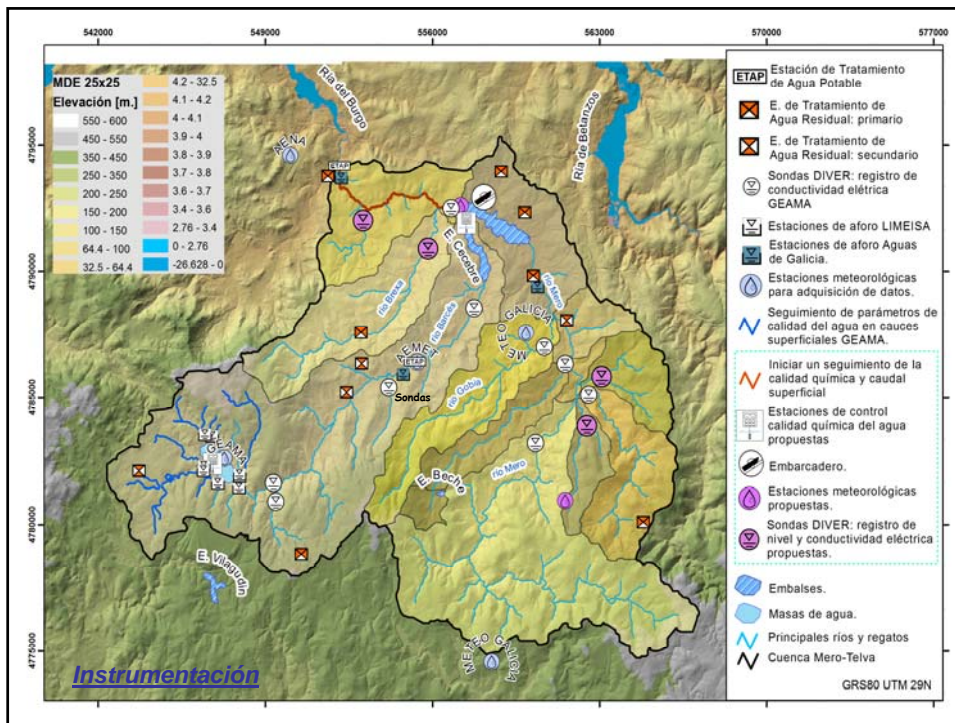 542000
549000
556000
563000
570000
577000
4795000
4790000
4785000
4780000
4775000
MDE 25x25
Elevación [m.]
550 - 600
450 - 550
350 - 450
250 - 350
200 - 250
150 - 200
100 - 150
64.4 - 100
32.5 - 64.4
4.2 - 32.5
4.1 - 4.2
4 - 4.1
3.9 - 4
3.8 - 3.9
3.7 - 3.8
3.6 - 3.7
3.4 - 3.6
2.76 - 3.4
0 - 2.76
-26.628 - 0
Ría del Burgo
Ría de Betanzos
AENA
ETAP
E. Cecebre
río Brexa
río Barcés
río Mero
METEO GALICIA
AEMET
ETAP
Sondas
río Gobia
GEAMA
río Mero
E. Beche
E. Vilagudín
METEO GALICIA
Instrumentación
ETAP
Estación de Tratamiento
de Agua Potable
E. de Tratamiento de
Agua Residual: primario
E. de Tratamiento de
Agua Residual: secundario
Sondas DIVER: registro de
conductividad elétrica
GEAMA
Estaciones de aforo LIMEISA
Estaciones de aforo Aguas
de Galicia.
Estaciones meteorológicas
para adquisición de datos.
Seguimiento de parámetros
de calidad del agua en cauces
superficiales GEAMA.
Iniciar un seguimiento de la
calidad química y caudal
superficial
Estaciones de control
calidad química del agua
propuestas
Embarcadero.
Estaciones meteorológicas
propuestas.
Sondas DIVER: registro de
nivel y conductividad eléctrica
propuestas.
Embalses.
Masas de agua.
Principales ríos y regatos
Cuenca Mero-Telva
GRS80 UTM 29N